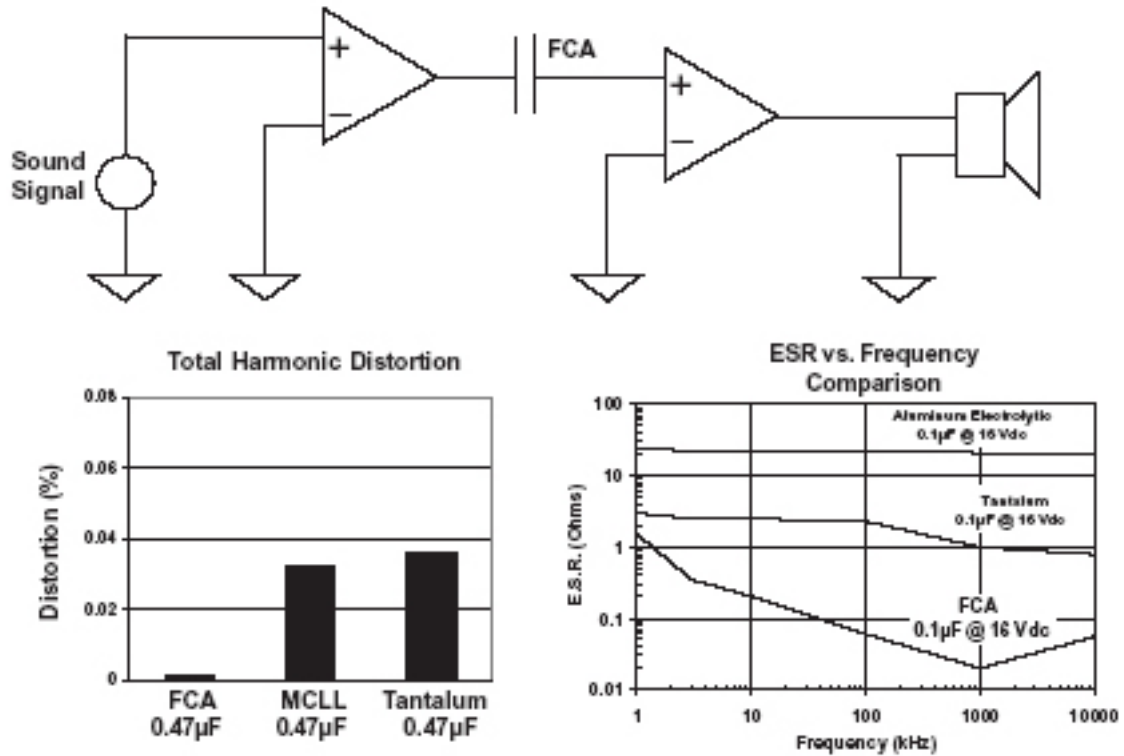 FCA
+
−
+
−
Sound
Signal
Total Harmonic Distortion
Distortion (%)
0.08
0.06
0.04
0.02
0
FCA
0.47µF
MCLL
0.47µF
Tantalum
0.47µF
ESR vs. Frequency
Comparison
E.S.R. (Ohms)
100
10
1
0.1
0.01
Aluminum Electrolytic
0.1µF @ 16 Vdc
Tantalum
0.1µF @ 16 Vdc
FCA
0.1µF @ 16 Vdc
1
10
100
1000
10000
Frequency (kHz)